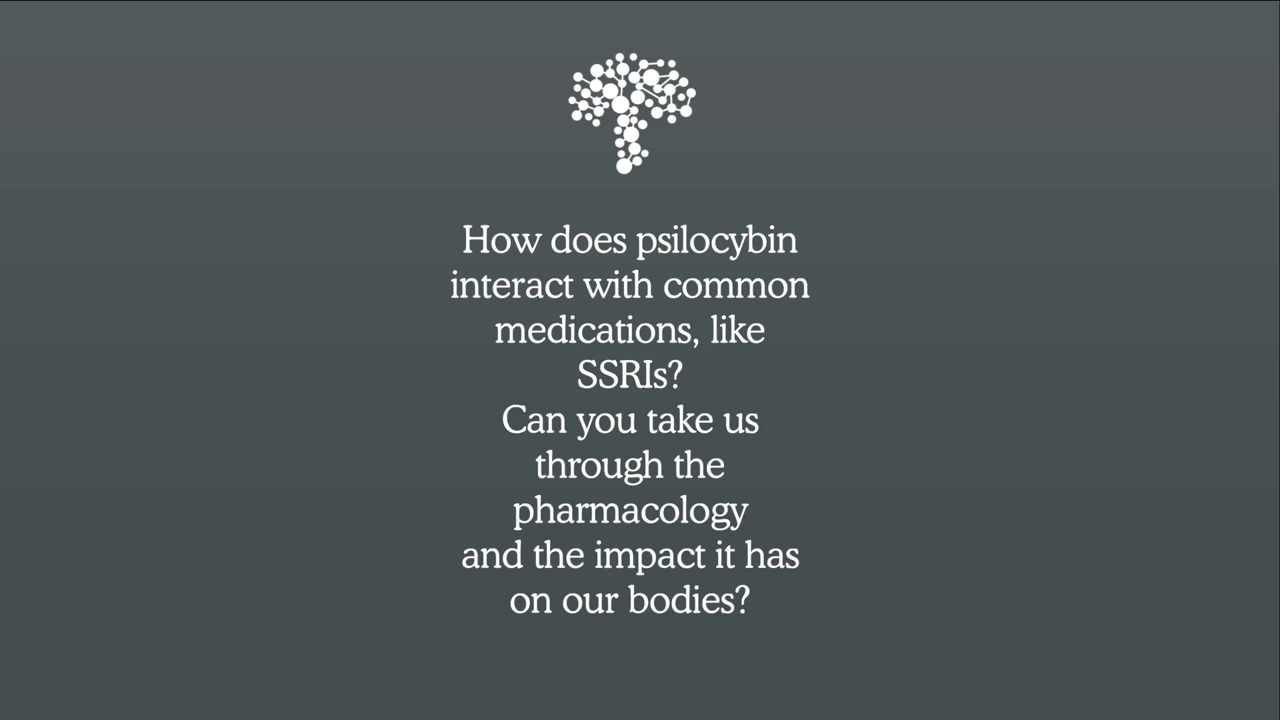 How does psilocybin
interact with common
medications, like
SSRIs?
Can you take us
through the
pharmacology
and the impact it has
on our bodies?